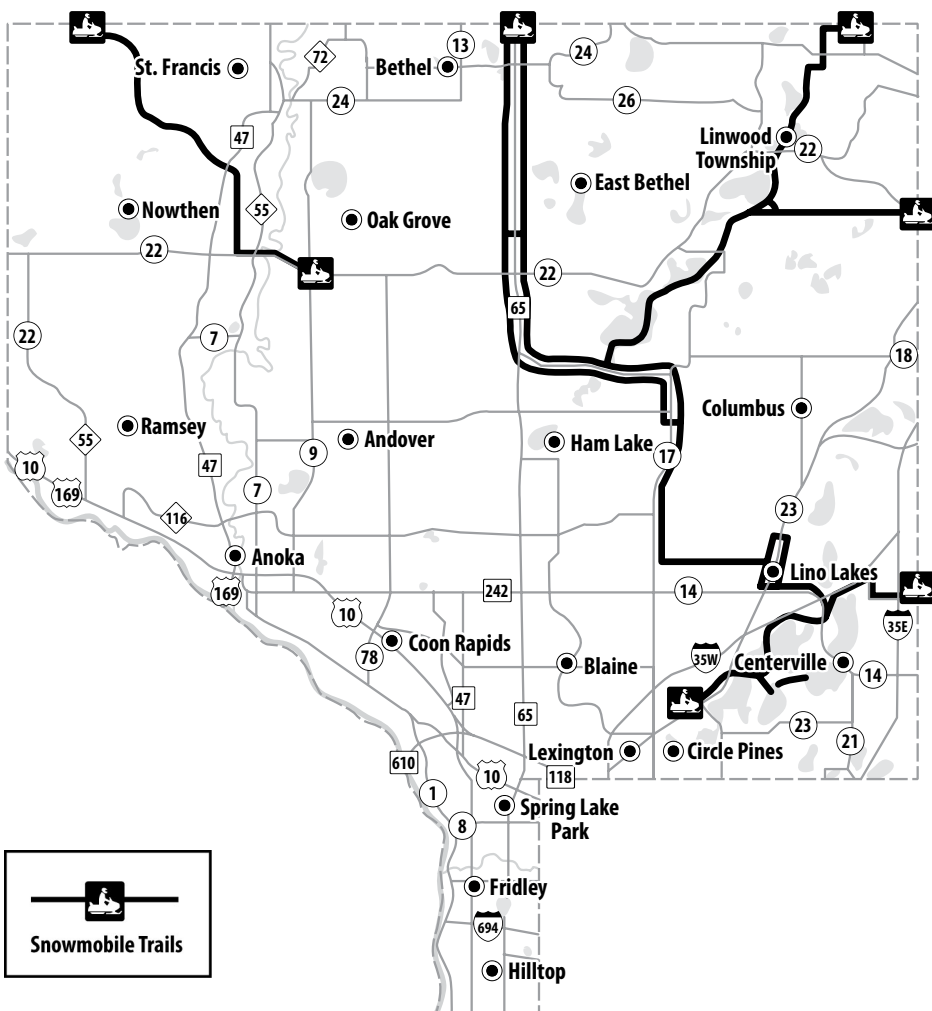 13
24
72
St. Francis
Bethel
24
26
47
Linwood
Township
22
East Bethel
Nowthen
55
Oak Grove
22
22
65
22
7
18
Columbus
Ramsey
55
47
9
Andover
Ham Lake
17
10
169
7
116
23
Anoka
Lino Lakes
169
10
242
14
35E
Coon Rapids
78
35W
Centerville
Blaine
14
47
65
23
21
Lexington
Circle Pines
610
10
118
1
Spring Lake
Park
8
Fridley
694
Hilltop
Snowmobile Trails